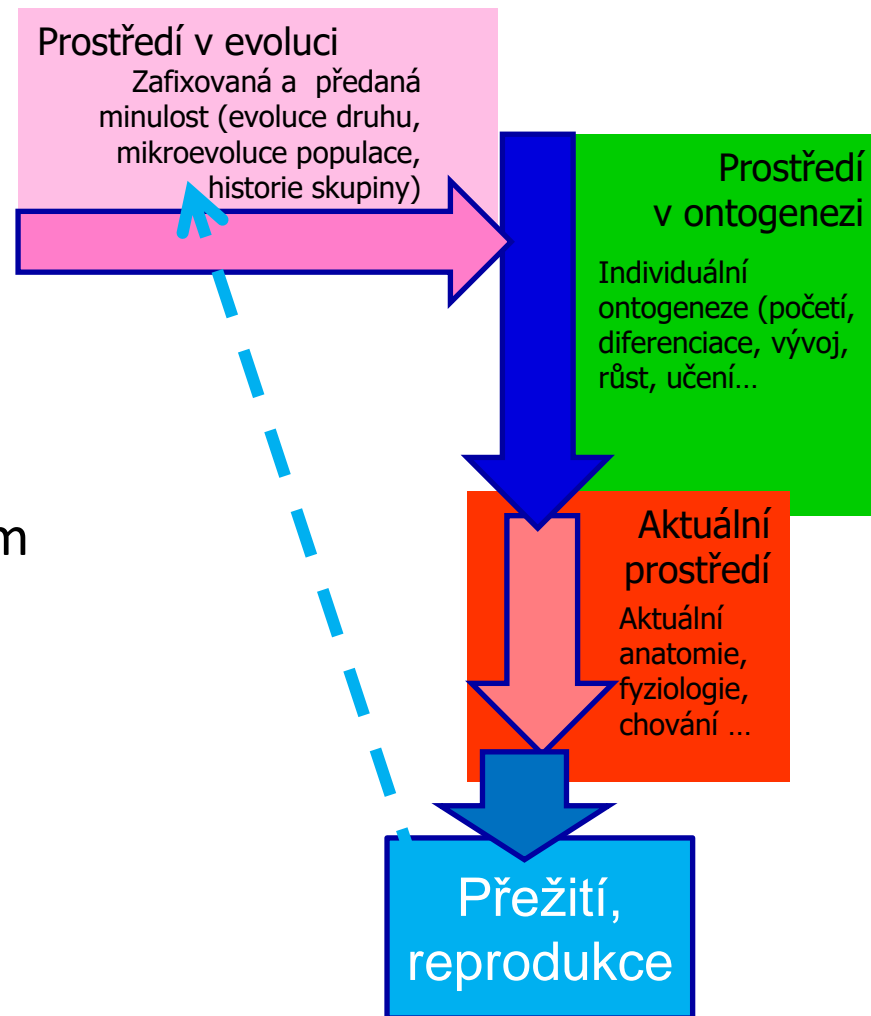 Prostředí v evoluci
Zafixovaná a předaná
minulost (evoluce druhu,
mikroevoluce populace,
historie skupiny)
Prostředí
v ontogenezi
Individuální
ontogeneze (početí,
diferenciace, vývoj,
růst, učení…
m
Aktuální
prostředí
Aktuální
anatomie,
fyziologie,
chování …
Přežití,
reprodukce